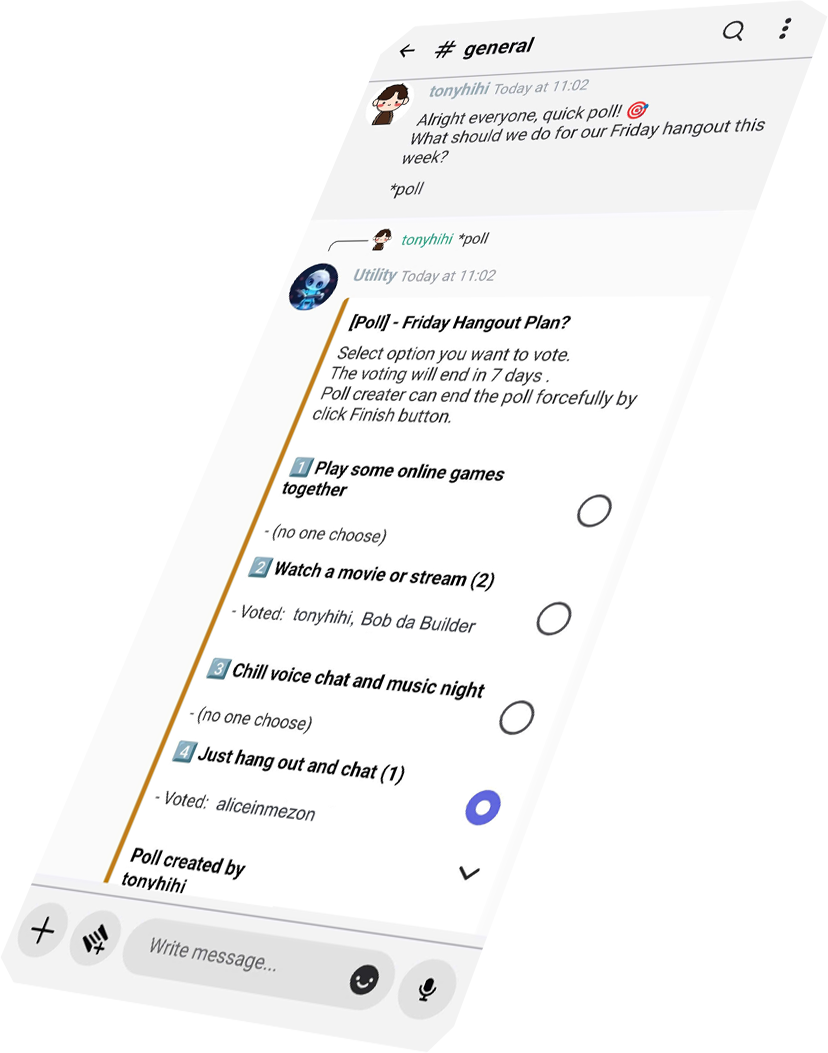 # general
tonyhihi Today at 11:02
Alright everyone, quick poll! 🎯
What should we do for our Friday hangout this
week?
*poll
tonyhihi *poll
Utility Today at 11:02
[Poll] - Friday Hangout Plan?
Select option you want to vote.
The voting will end in 7 days .
Poll creater can end the poll forcefully by
click Finish button.
1️⃣ Play some online games
together
- (no one choose)
2️⃣ Watch a movie or stream (2)
- Voted: tonyhihi, Bob da Builder
3️⃣ Chill voice chat and music night
- (no one choose)
4️⃣ Just hang out and chat (1)
- Voted: aliceinmezon
Poll created by
tonyhihi
Write message...